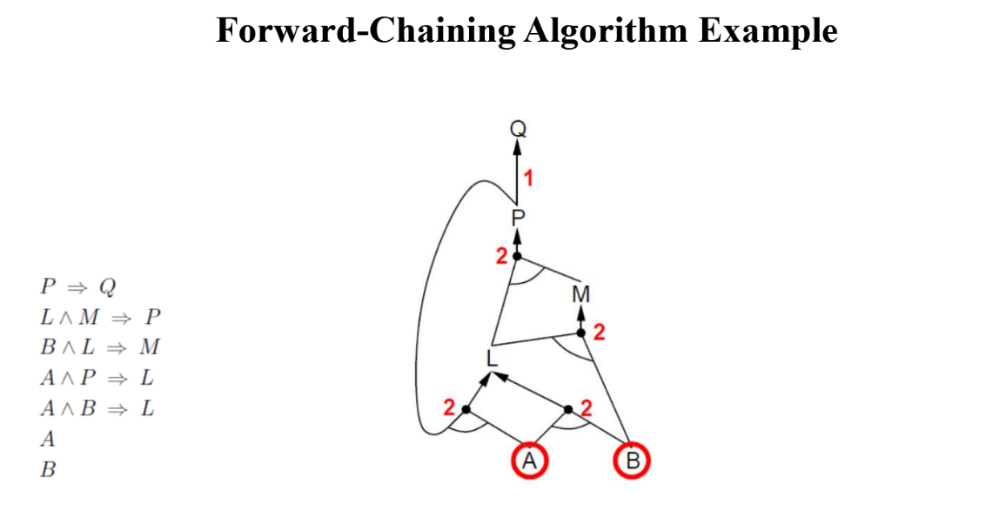 Forward-Chaining Algorithm Example
P ⇒ Q
L ∧ M ⇒ P
B ∧ L ⇒ M
A ∧ P ⇒ L
A ∧ B ⇒ L
A
B
Q
1
P
2
M
2
L
2
2
A
B